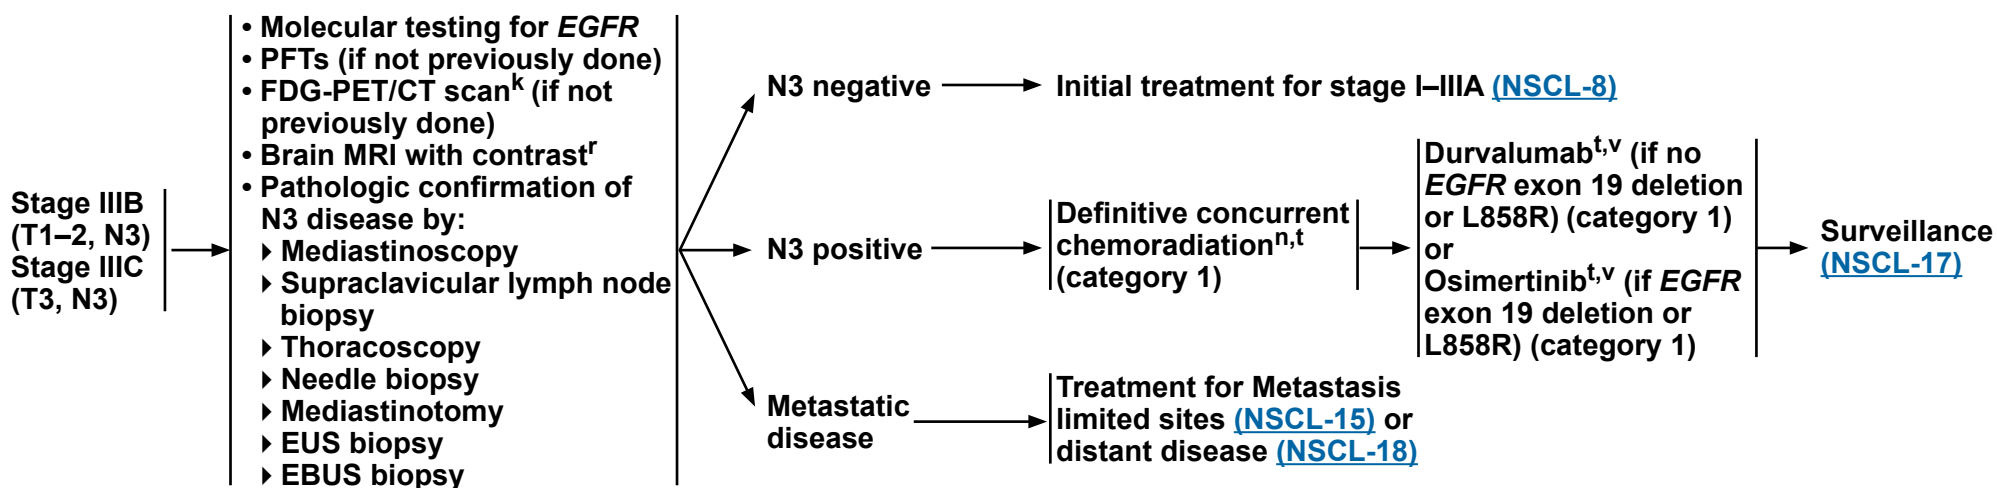 Stage IIIB
(T1–2, N3)
Stage IIIC
(T3, N3)
• Molecular testing for EGFR
• PFTs (if not previously done)
• FDG-PET/CT scanᵏ (if not
previously done)
• Brain MRI with contrastʳ
• Pathologic confirmation of
N3 disease by:
▸ Mediastinoscopy
▸ Supraclavicular lymph node
biopsy
▸ Thoracoscopy
▸ Needle biopsy
▸ Mediastinotomy
▸ EUS biopsy
▸ EBUS biopsy
N3 negative
Initial treatment for stage I–IIIA (NSCL-8)
N3 positive
Definitive concurrent
chemoradiationⁿ,ᵗ
(category 1)
Durvalumabᵗ,ᵛ (if no
EGFR exon 19 deletion
or L858R) (category 1)
or
Osimertinibᵗ,ᵛ (if EGFR
exon 19 deletion or
L858R) (category 1)
Surveillance
(NSCL-17)
Metastatic
disease
Treatment for Metastasis
limited sites (NSCL-15) or
distant disease (NSCL-18)